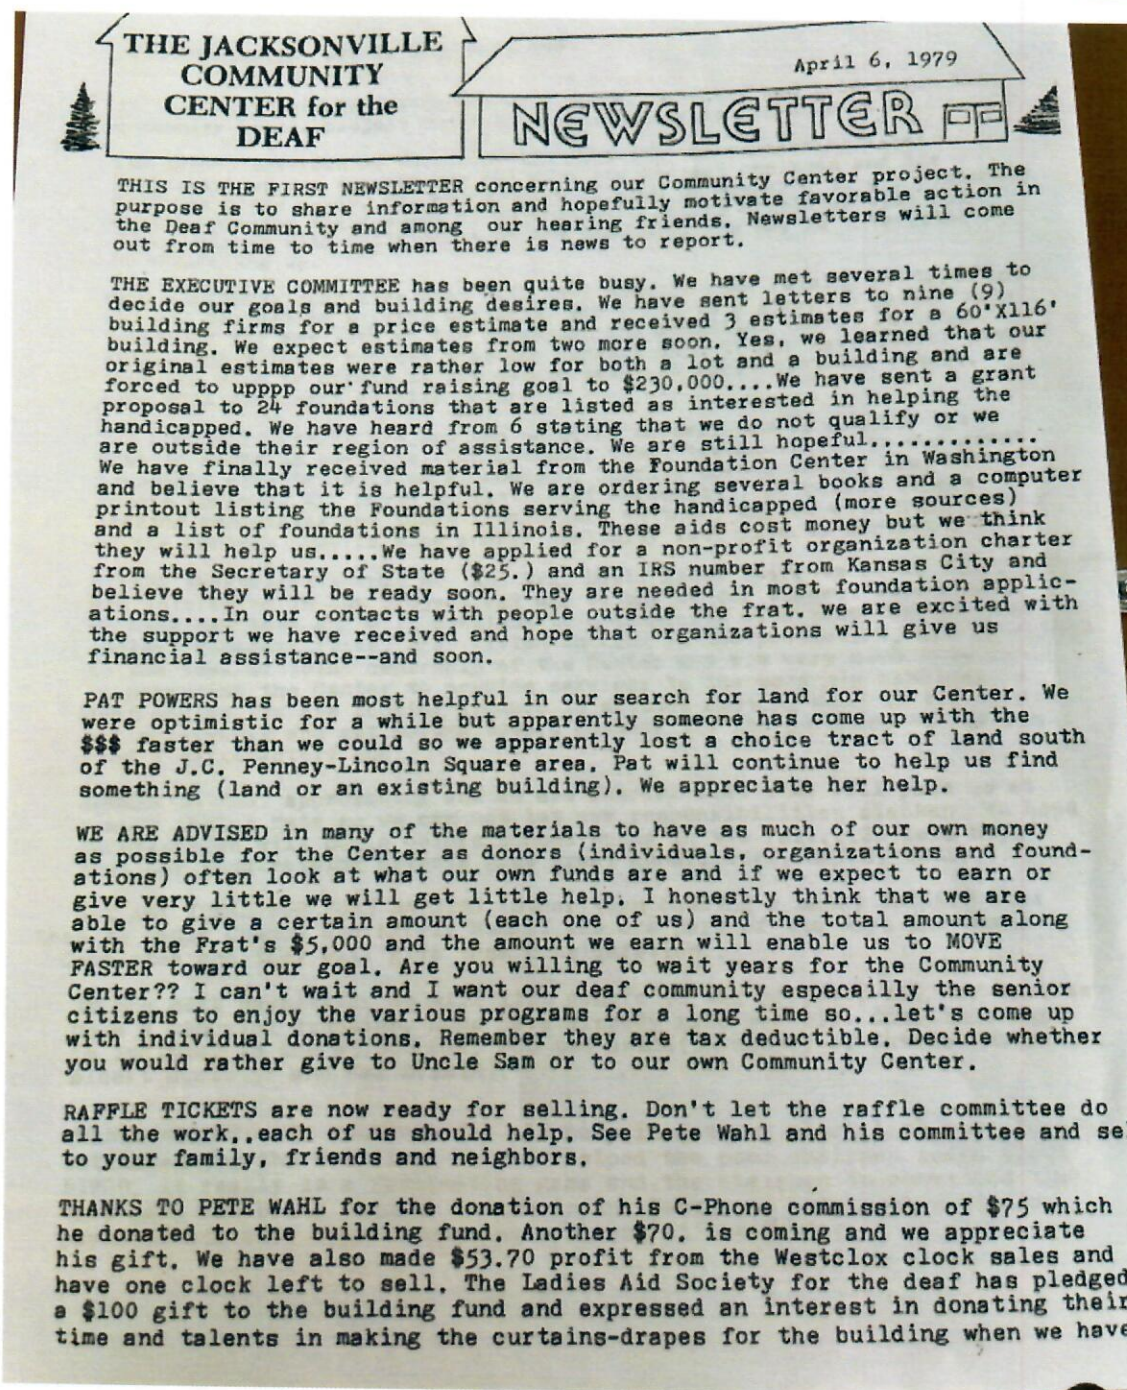 THE JACKSONVILLE
COMMUNITY
CENTER for the
DEAF
April 6, 1979
NEWSLETTER
THIS IS THE FIRST NEWSLETTER concerning our Community Center project. The
purpose is to share information and hopefully motivate favorable action in
the Deaf Community and among our hearing friends. Newsletters will come
out from time to time when there is news to report.
THE EXECUTIVE COMMITTEE has been quite busy. We have met several times to
decide our goals and building desires. We have sent letters to nine (9)
building firms for a price estimate and received 3 estimates for a 60'X116'
building. We expect estimates from two more soon. Yes, we learned that our
original estimates were rather low for both a lot and a building and are
forced to upppp our fund raising goal to $230,000....We have sent a grant
proposal to 24 foundations that are listed as interested in helping the
handicapped. We have heard from 6 stating that we do not qualify or we
are outside their region of assistance. We are still hopeful.............
We have finally received material from the Foundation Center in Washington
and believe that it is helpful. We are ordering several books and a computer
printout listing the Foundations serving the handicapped (more sources)
and a list of foundations in Illinois. These aids cost money but we think
they will help us.....We have applied for a non-profit organization charter
from the Secretary of State ($25.) and an IRS number from Kansas City and
believe they will be ready soon. They are needed in most foundation applic-
ations....In our contacts with people outside the frat. we are excited with
the support we have received and hope that organizations will give us
financial assistance--and soon.
PAT POWERS has been most helpful in our search for land for our Center. We
were optimistic for a while but apparently someone has come up with the
$$$ faster than we could so we apparently lost a choice tract of land south
of the J.C. Penney-Lincoln Square area. Pat will continue to help us find
something (land or an existing building). We appreciate her help.
WE ARE ADVISED in many of the materials to have as much of our own money
as possible for the Center as donors (individuals, organizations and found-
ations) often look at what our own funds are and if we expect to earn or
give very little we will get little help. I honestly think that we are
able to give a certain amount (each one of us) and the total amount along
with the Frat's $5,000 and the amount we earn will enable us to MOVE
FASTER toward our goal. Are you willing to wait years for the Community
Center?? I can't wait and I want our deaf community especailly the senior
citizens to enjoy the various programs for a long time so...let's come up
with individual donations. Remember they are tax deductible. Decide whether
you would rather give to Uncle Sam or to our own Community Center.
RAFFLE TICKETS are now ready for selling. Don't let the raffle committee do
all the work..each of us should help. See Pete Wahl and his committee and se
to your family, friends and neighbors.
THANKS TO PETE WAHL for the donation of his C-Phone commission of $75 which
he donated to the building fund. Another $70. is coming and we appreciate
his gift. We have also made $53.70 profit from the Westclox clock sales and
have one clock left to sell. The Ladies Aid Society for the deaf has pledged
a $100 gift to the building fund and expressed an interest in donating their
time and talents in making the curtains-drapes for the building when we have